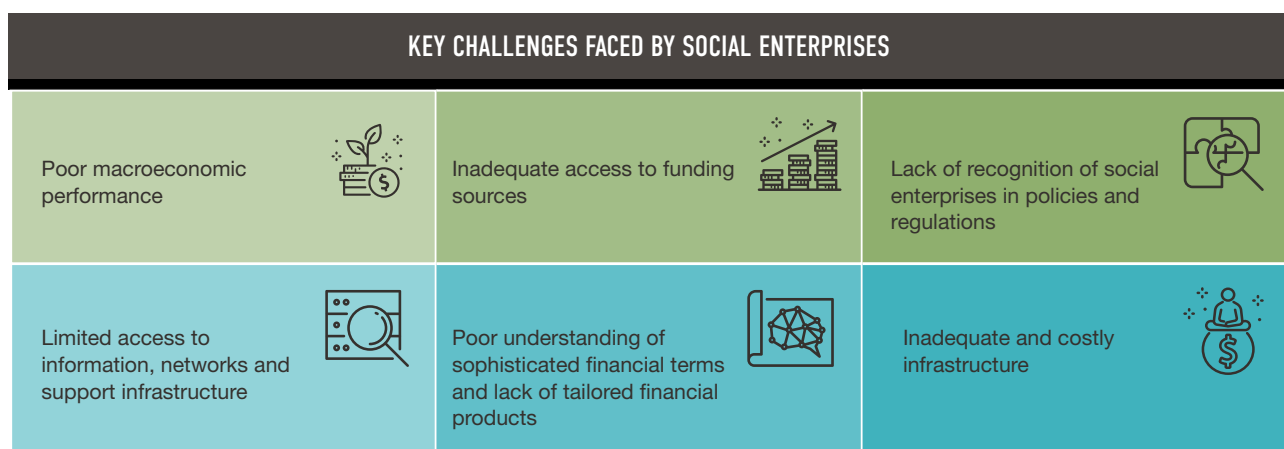 KEY CHALLENGES FACED BY SOCIAL ENTERPRISES
Poor macroeconomic
performance
Inadequate access to funding
sources
Lack of recognition of social
enterprises in policies and
regulations
Limited access to
information, networks and
support infrastructure
Poor understanding of
sophisticated financial terms
and lack of tailored financial
products
Inadequate and costly
infrastructure